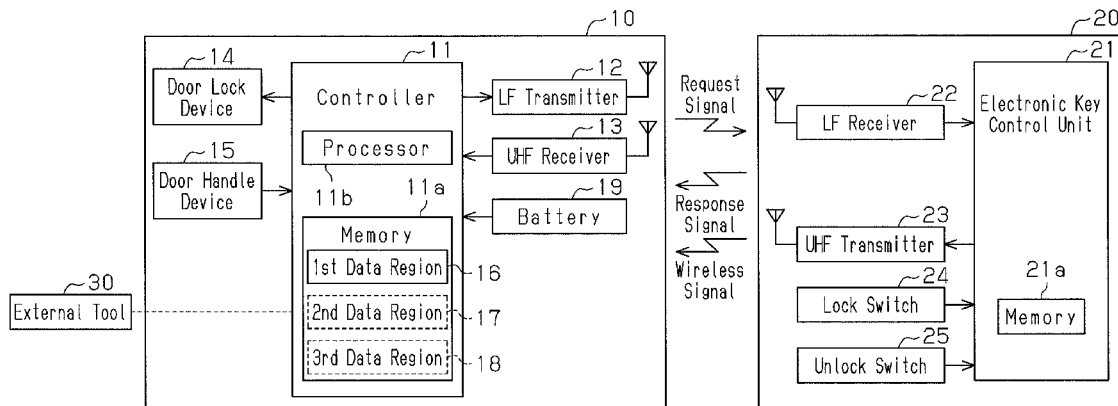 10
20
14
Door Lock
Device
15
Door Handle
Device
11
Controller
Processor
11b
11a
Memory
1st Data Region
16
2nd Data Region
17
3rd Data Region
18
12
LF Transmitter
13
UHF Receiver
19
Battery
30
External Tool
Request
Signal
Response
Signal
Wireless
Signal
21
Electronic Key
Control Unit
22
LF Receiver
23
UHF Transmitter
24
Lock Switch
25
Unlock Switch
21a
Memory